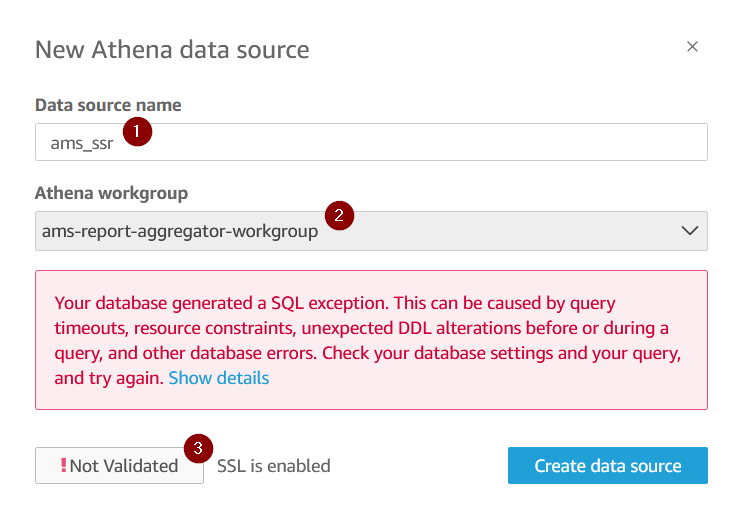 New Athena data source
Data source name
1
ams_ssr
Athena workgroup
2
ams-report-aggregator-workgroup
Your database generated a SQL exception. This can be caused by query
timeouts, resource constraints, unexpected DDL alterations before or during a
query, and other database errors. Check your database settings and your query,
and try again. Show details
3
!Not Validated SSL is enabled Create data source